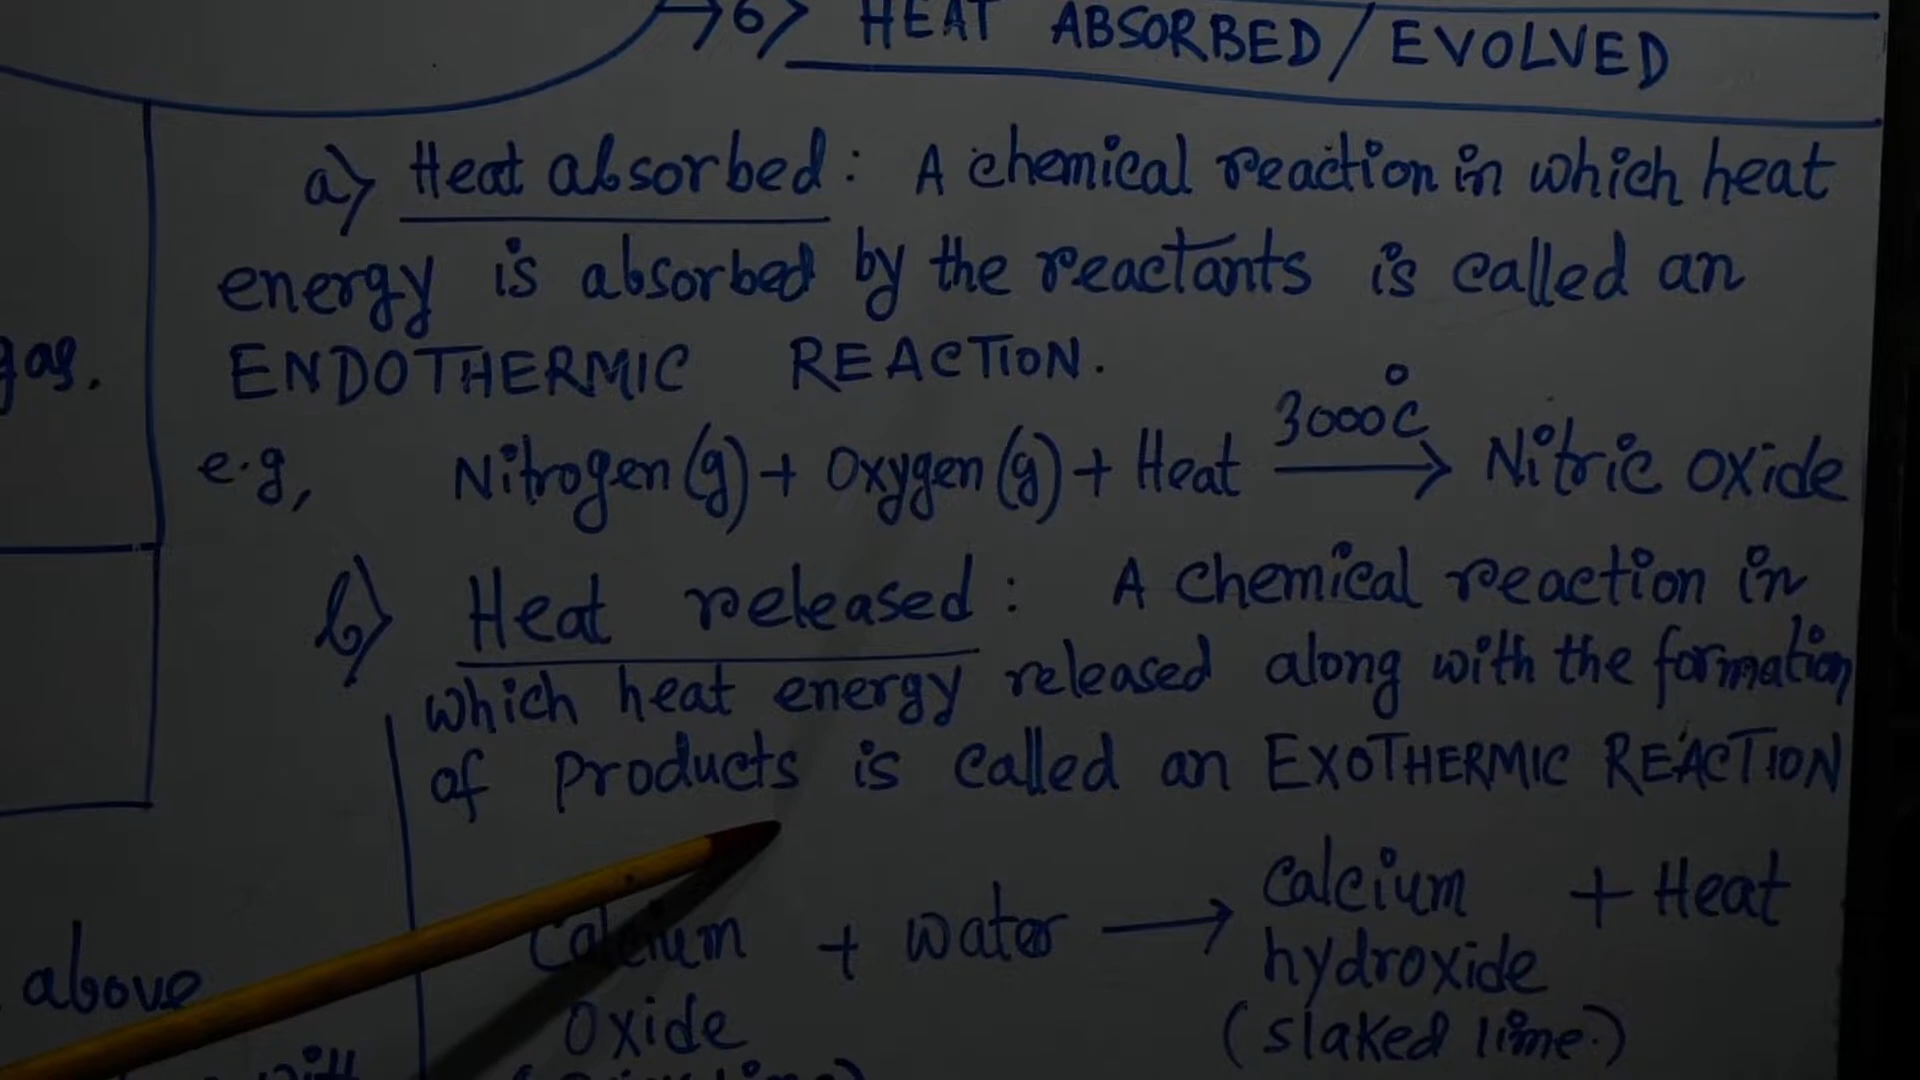 →6> HEAT ABSORBED/EVOLVED
a) Heat absorbed: A chemical reaction in which heat
energy is absorbed by the reactants is called an
ENDOTHERMIC REACTION.
gas.
e.g, Nitrogen (g) + Oxygen (g) + Heat 3000°C → Nitric oxide
b) Heat released: A chemical reaction in
which heat energy released along with the formation
of products is called an EXOTHERMIC REACTION
Calcium + water → calcium + Heat
hydroxide
above
Oxide (slaked lime.)